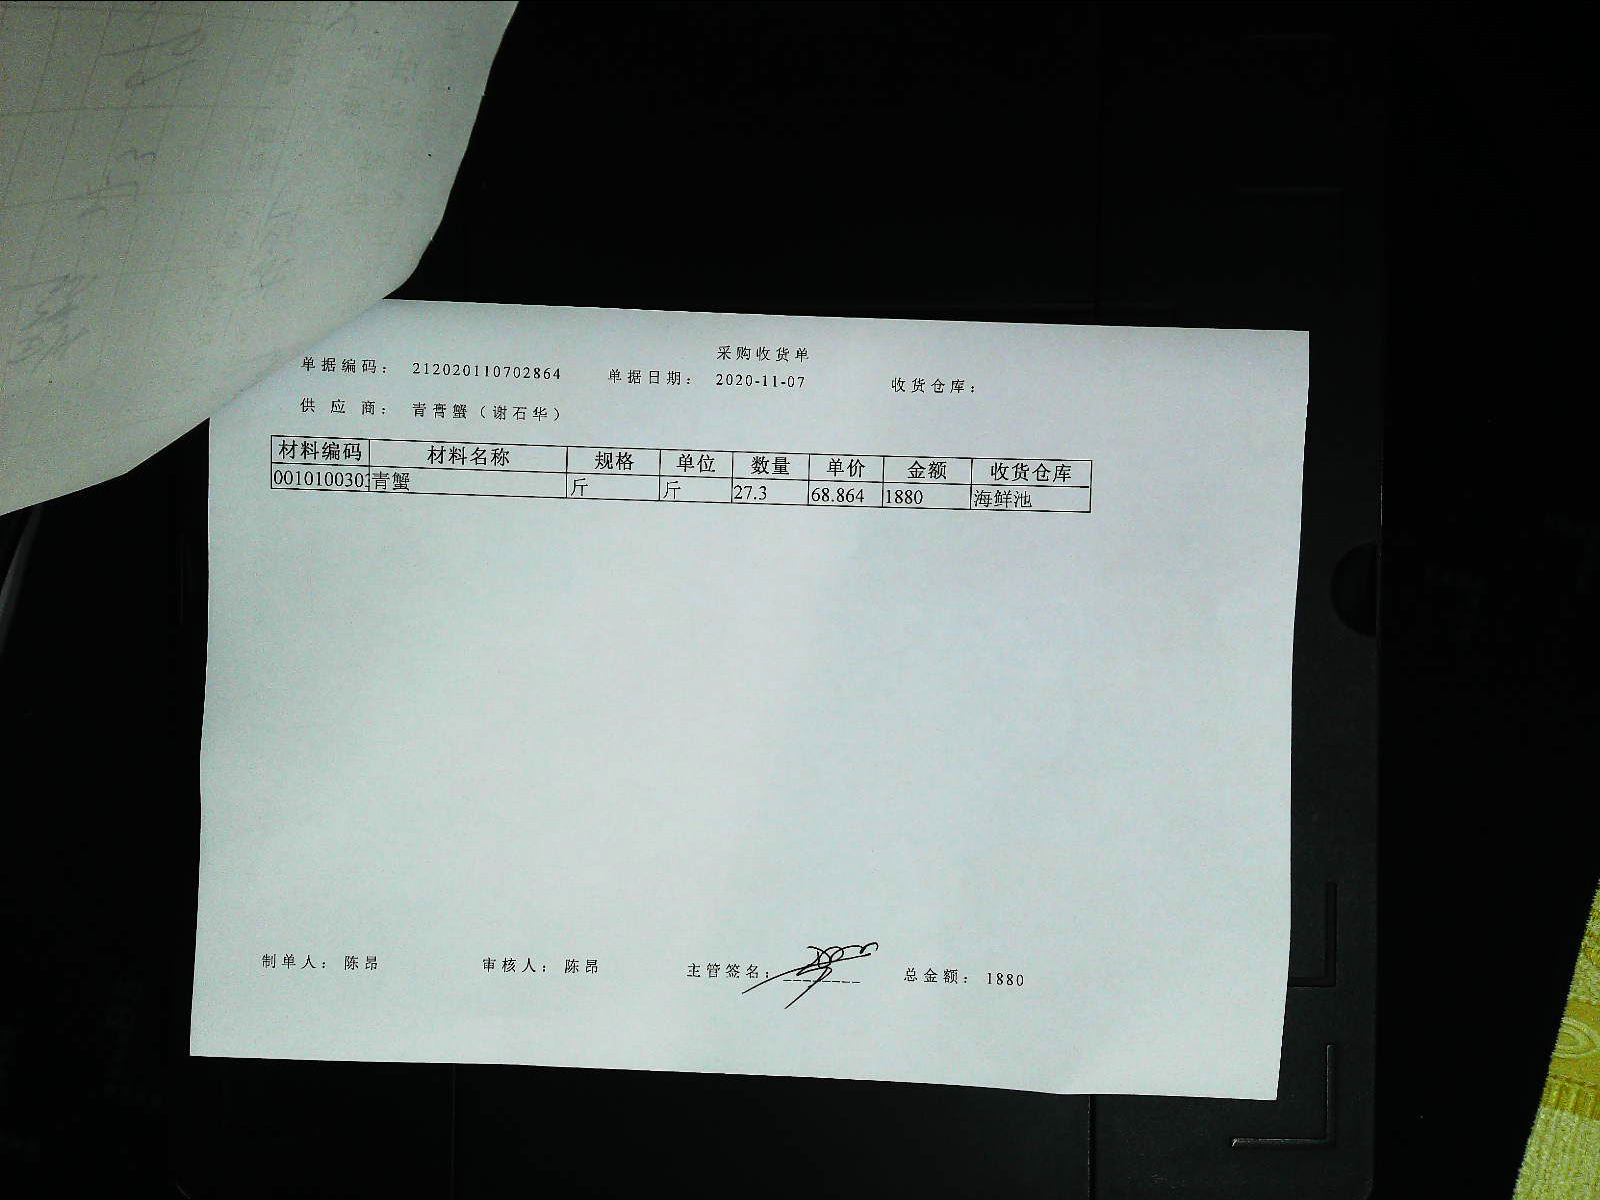 采购收货单
单据编码： 212020110702864 单据日期： 2020-11-07 收货仓库：
供 应 商： 青膏蟹（谢石华）
材料编码 材料名称 规格 单位 数量 单价 金额 收货仓库
0010100303 青蟹 斤 斤 27.3 68.864 1880 海鲜池
制单人： 陈昂 审核人： 陈昂 主管签名：________ 总金额： 1880